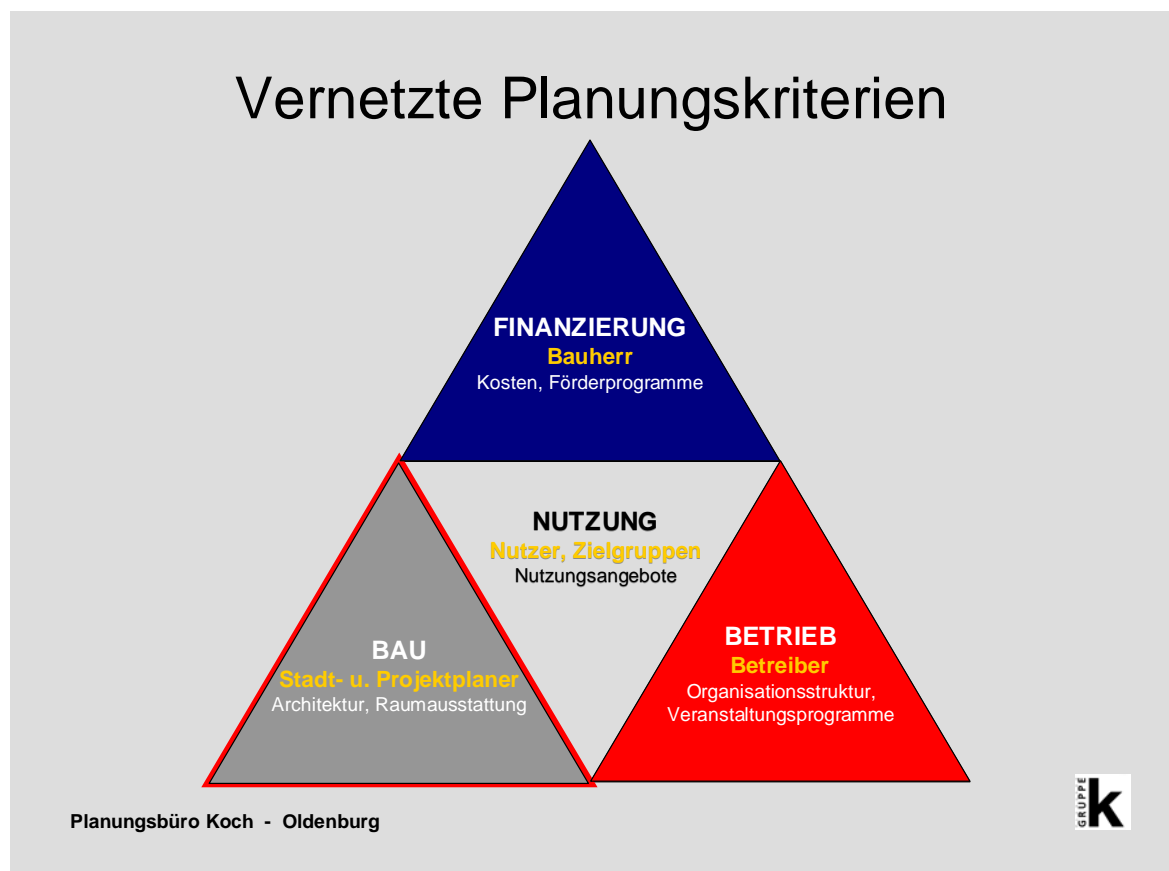 Vernetzte Planungskriterien
FINANZIERUNG
Bauherr
Kosten, Förderprogramme
NUTZUNG
Nutzer, Zielgruppen
Nutzungsangebote
BAU
Stadt- u. Projektplaner
Architektur, Raumausstattung
BETRIEB
Betreiber
Organisationsstruktur,
Veranstaltungsprogramme
Planungsbüro Koch - Oldenburg
GRUPPE
k